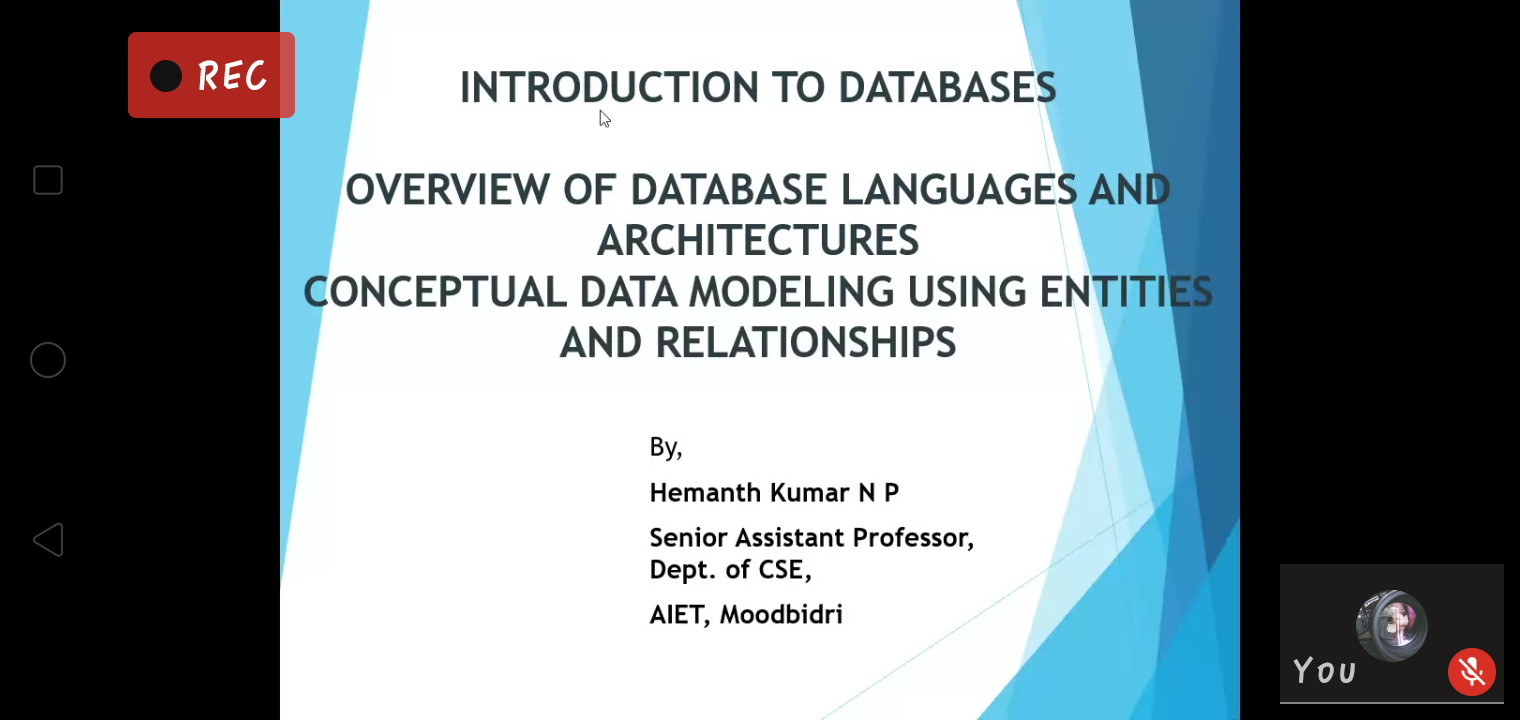 REC
INTRODUCTION TO DATABASES
OVERVIEW OF DATABASE LANGUAGES AND
ARCHITECTURES
CONCEPTUAL DATA MODELING USING ENTITIES
AND RELATIONSHIPS
By,
Hemanth Kumar N P
Senior Assistant Professor,
Dept. of CSE,
AIET, Moodbidri
You